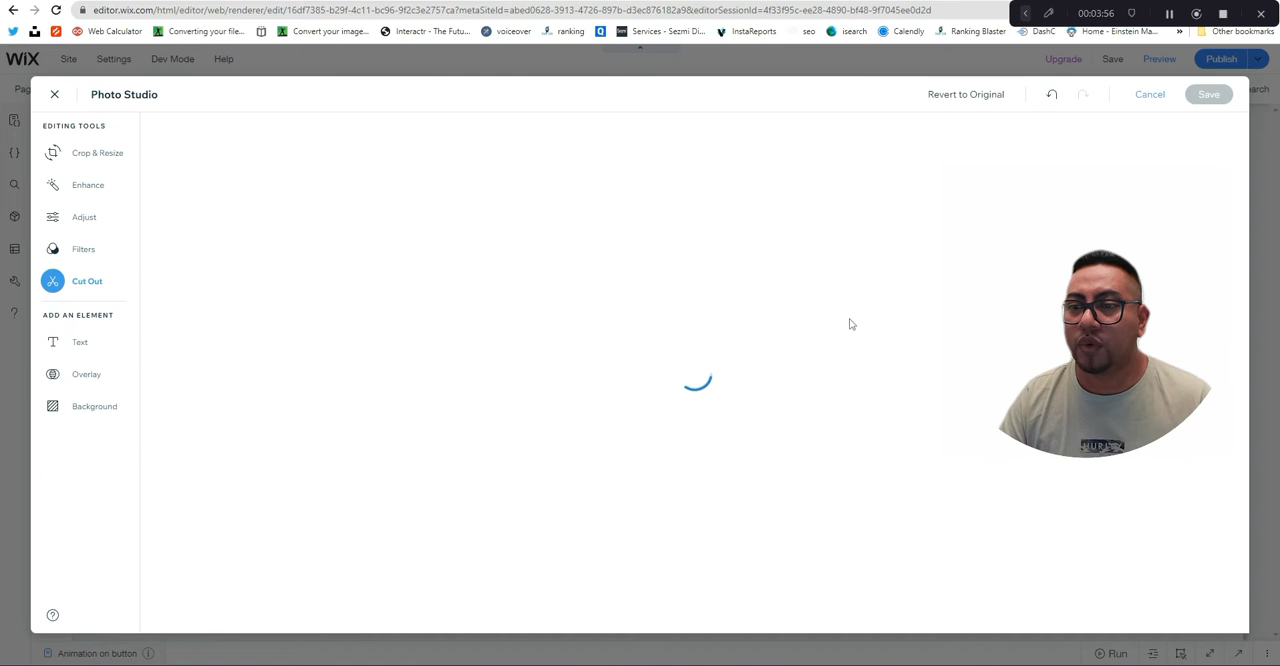 editor.wix.com/html/editor/web/renderer/edit/16df7385-b29f-4c11-bc96-9f2c3e2757ca?metaSiteId=abed0628-3913-4726-897b-d3ec876182a9&editorSessionId=4f33f95c-ee28-4890-bf48-9f7045ee0d2d
00:03:56
Web Calculator
Converting your file...
Convert your image...
Interactr - The Futu...
voiceover
ranking
Services - Sezmi Di...
InstaReports
seo
isearch
Calendly
Ranking Blaster
DashC
Home - Einstein Ma...
»
Other bookmarks
WiX
Site
Settings
Dev Mode
Help
Upgrade
Save
Preview
Publish
Photo Studio
Revert to Original
Cancel
Save
EDITING TOOLS
Crop & Resize
Enhance
Adjust
Filters
Cut Out
ADD AN ELEMENT
Text
Overlay
Background
HURLEY
Animation on button
Run